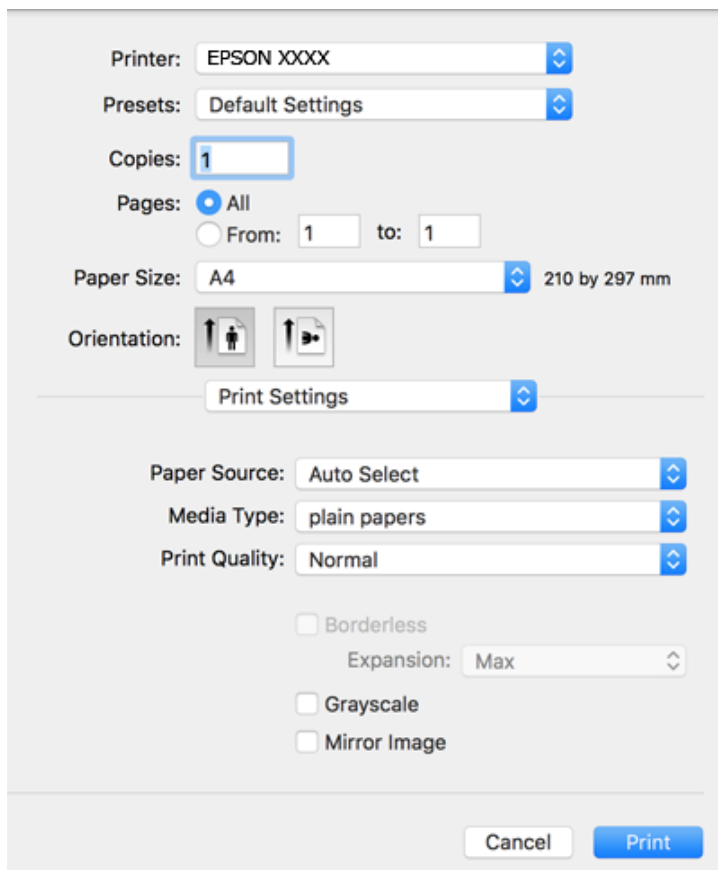 Printer: EPSON XXXX
Presets: Default Settings
Copies: 1
Pages: All
From: 1 to: 1
Paper Size: A4 210 by 297 mm
Orientation:
Print Settings
Paper Source: Auto Select
Media Type: plain papers
Print Quality: Normal
Borderless
Expansion: Max
Grayscale
Mirror Image
Cancel Print